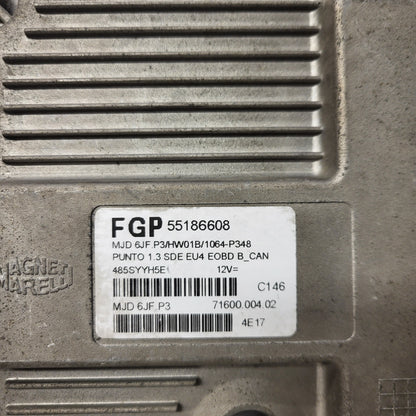 MAGNETI
MARELLI
FGP 55186608
MJD 6JF.P3/HW01B/1064-P348
PUNTO 1.3 SDE EU4 EOBD B_CAN
485SYYH5E1 12V=
C146
MJD 6JF.P3 71600.004.02
4E17